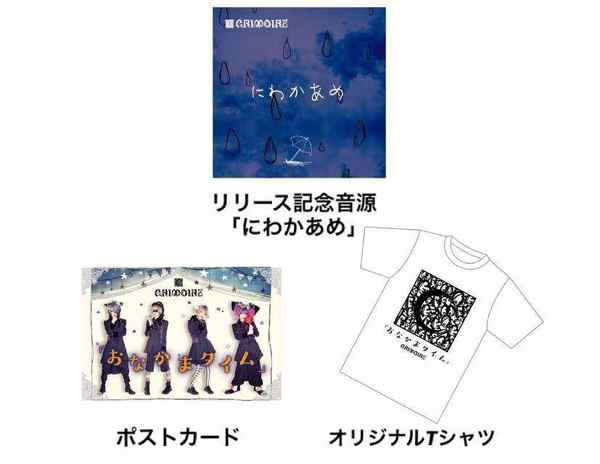 GRIMOIRE
にわかあめ
リリース記念音源
「にわかあめ」
GRIMOIRE
『おなかまタイム』
『おなかまタイム』
GRIMOIRE
ポストカード
オリジナルTシャツ